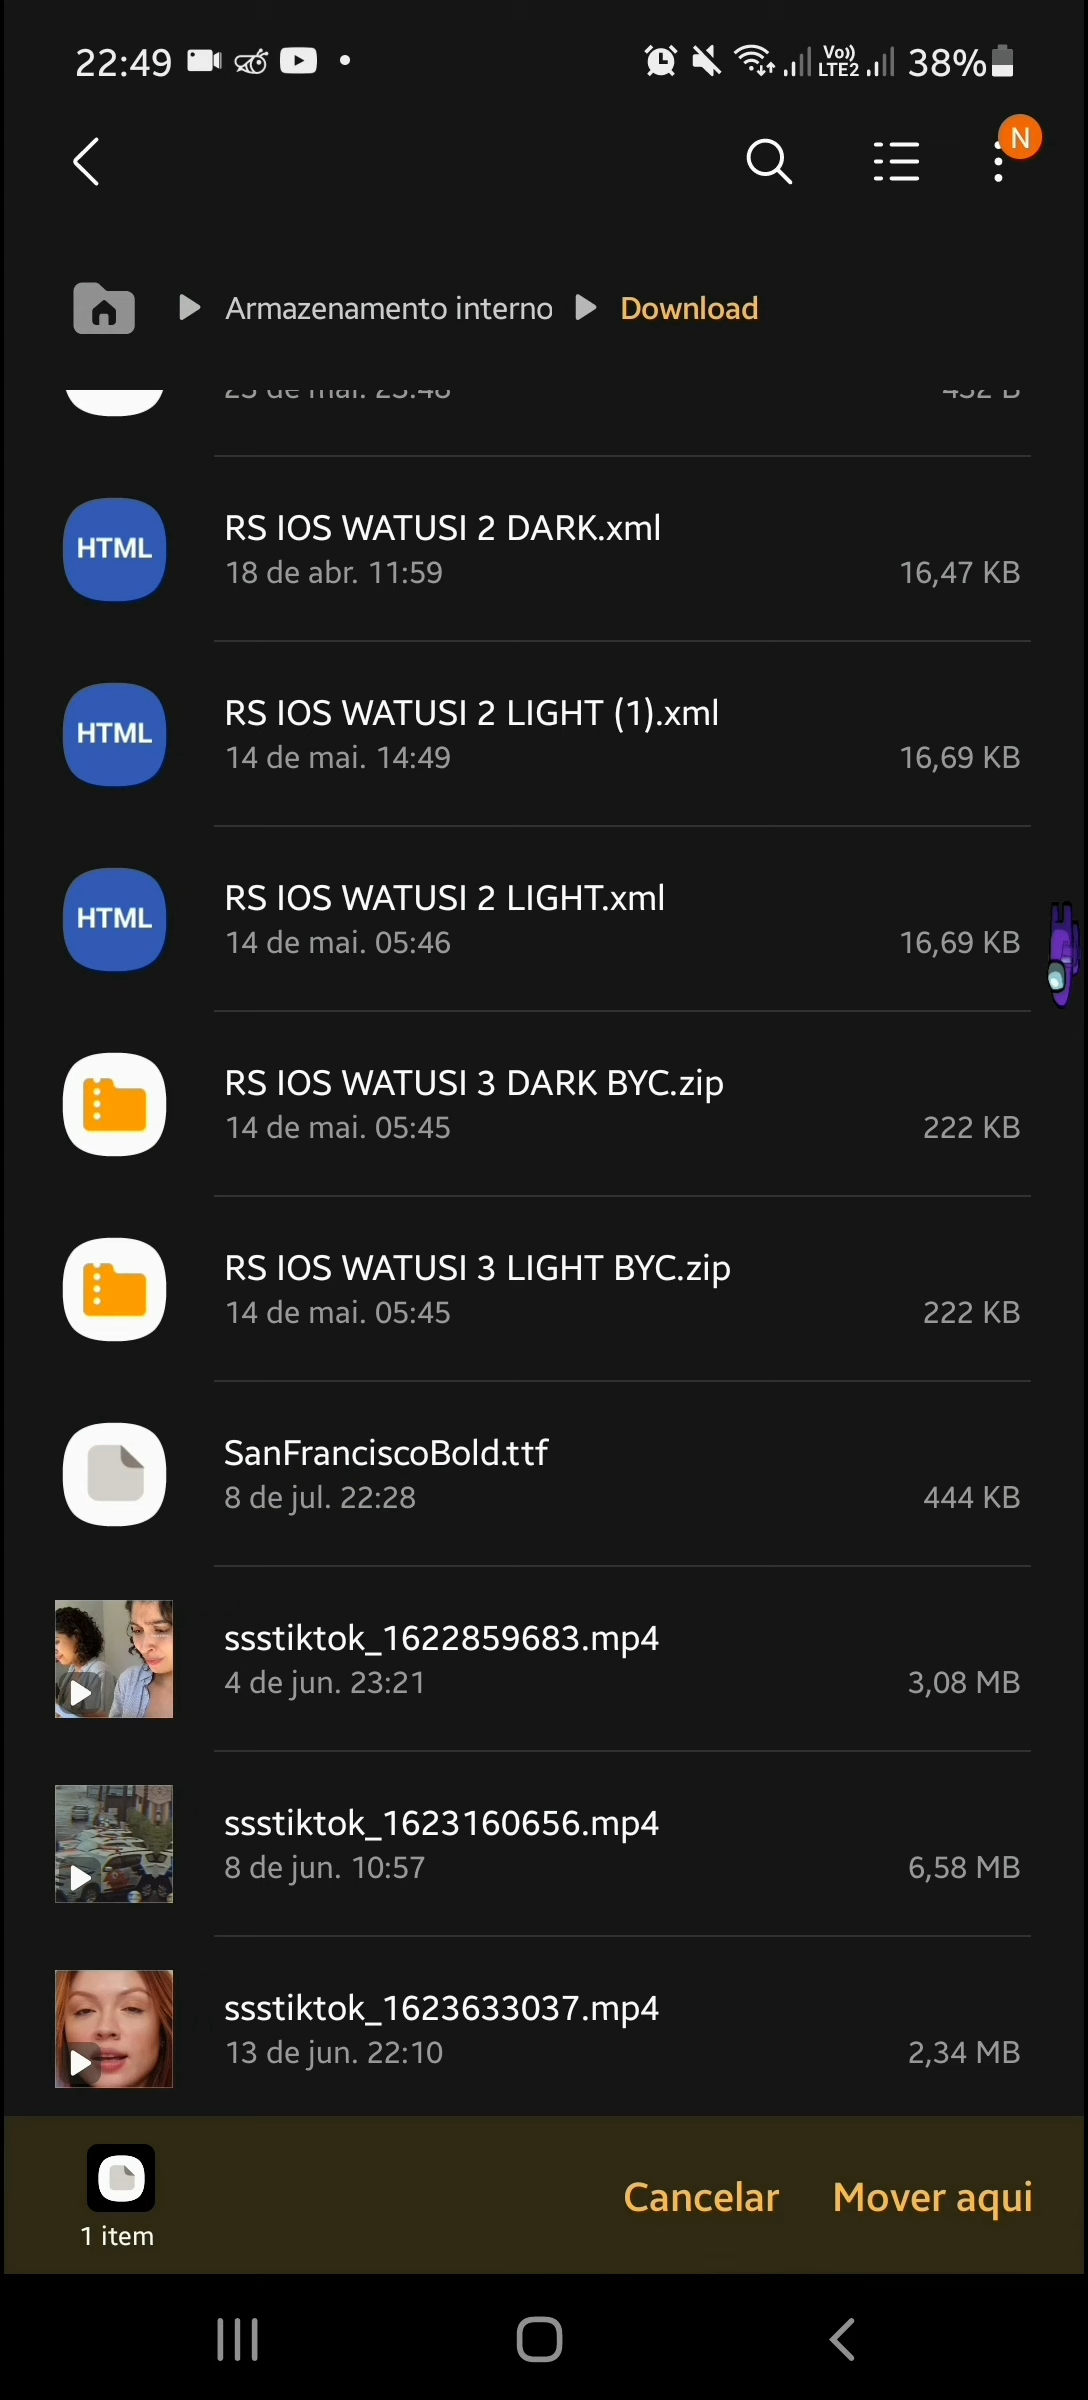 22:49
Vo)) LTE2 38%
N
Armazenamento interno Download
HTML
RS IOS WATUSI 2 DARK.xml
18 de abr. 11:59 16,47 KB
HTML
RS IOS WATUSI 2 LIGHT (1).xml
14 de mai. 14:49 16,69 KB
HTML
RS IOS WATUSI 2 LIGHT.xml
14 de mai. 05:46 16,69 KB
RS IOS WATUSI 3 DARK BYC.zip
14 de mai. 05:45 222 KB
RS IOS WATUSI 3 LIGHT BYC.zip
14 de mai. 05:45 222 KB
SanFranciscoBold.ttf
8 de jul. 22:28 444 KB
ssstiktok_1622859683.mp4
4 de jun. 23:21 3,08 MB
ssstiktok_1623160656.mp4
8 de jun. 10:57 6,58 MB
ssstiktok_1623633037.mp4
13 de jun. 22:10 2,34 MB
1 item
Cancelar Mover aqui